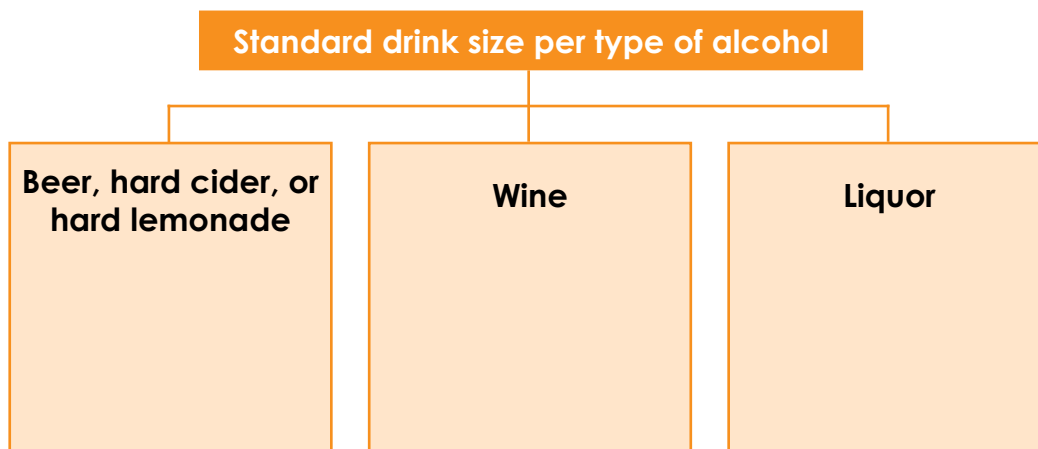 Standard drink size per type of alcohol
Beer, hard cider, or
hard lemonade
Wine
Liquor